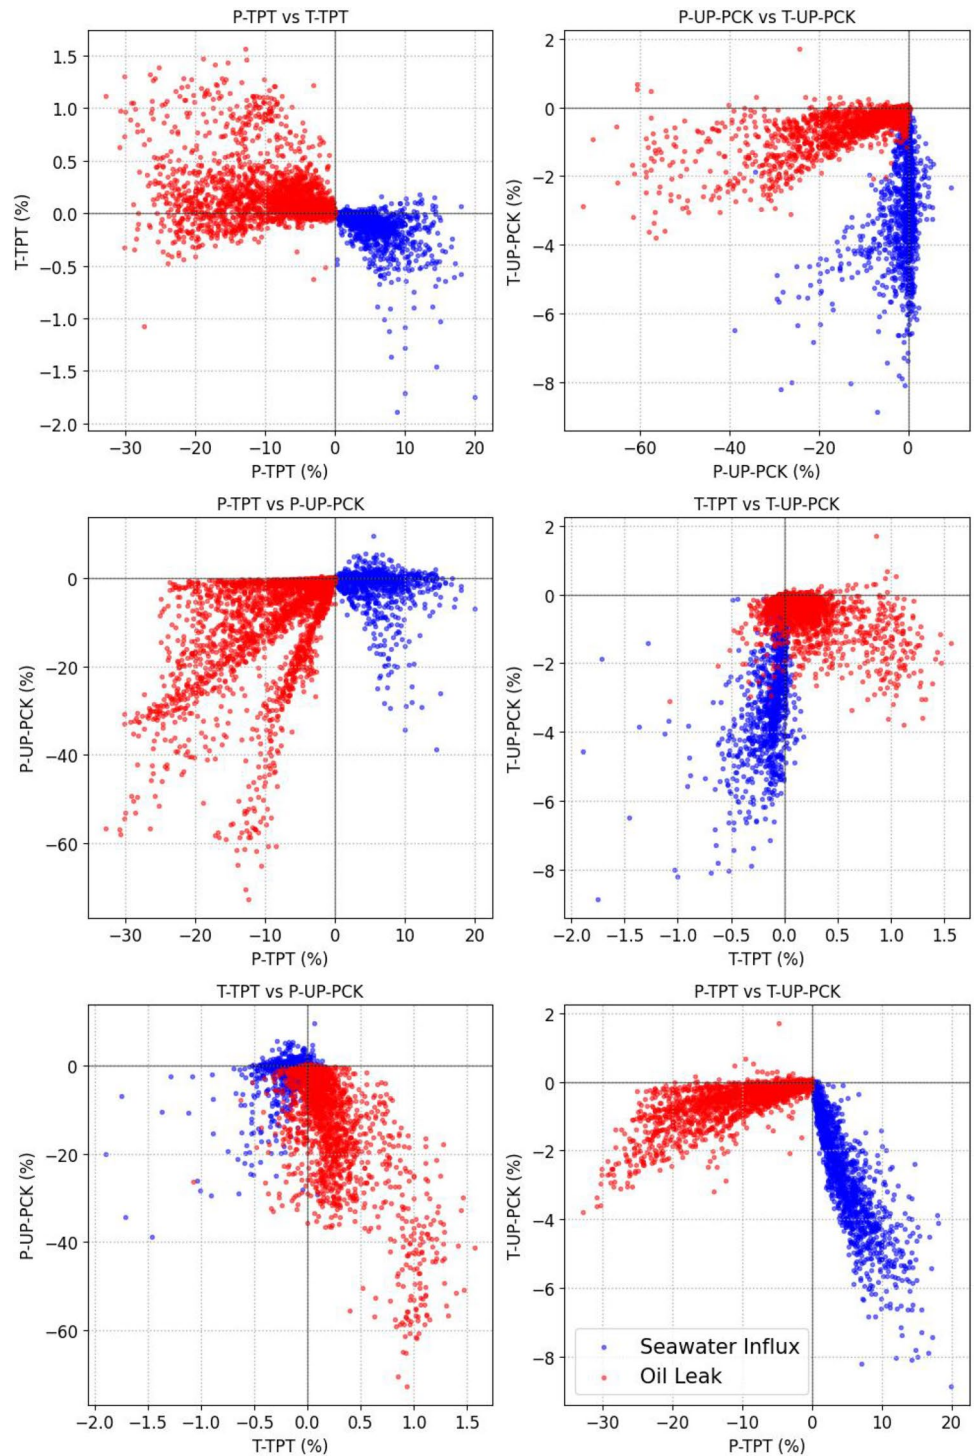 P-TPT vs T-TPT
1.5
1.0
0.5
0.0
−0.5
−1.0
−1.5
−2.0
T-TPT (%)
−30 −20 −10 0 10 20
P-TPT (%)
P-UP-PCK vs T-UP-PCK
2
0
−2
−4
−6
−8
T-UP-PCK (%)
−60 −40 −20 0
P-UP-PCK (%)
P-TPT vs P-UP-PCK
0
−20
−40
−60
P-UP-PCK (%)
−30 −20 −10 0 10 20
P-TPT (%)
T-TPT vs T-UP-PCK
2
0
−2
−4
−6
−8
T-UP-PCK (%)
−2.0 −1.5 −1.0 −0.5 0.0 0.5 1.0 1.5
T-TPT (%)
T-TPT vs P-UP-PCK
0
−20
−40
−60
P-UP-PCK (%)
−2.0 −1.5 −1.0 −0.5 0.0 0.5 1.0 1.5
T-TPT (%)
P-TPT vs T-UP-PCK
2
0
−2
−4
−6
−8
T-UP-PCK (%)
Seawater Influx
Oil Leak
−30 −20 −10 0 10 20
P-TPT (%)